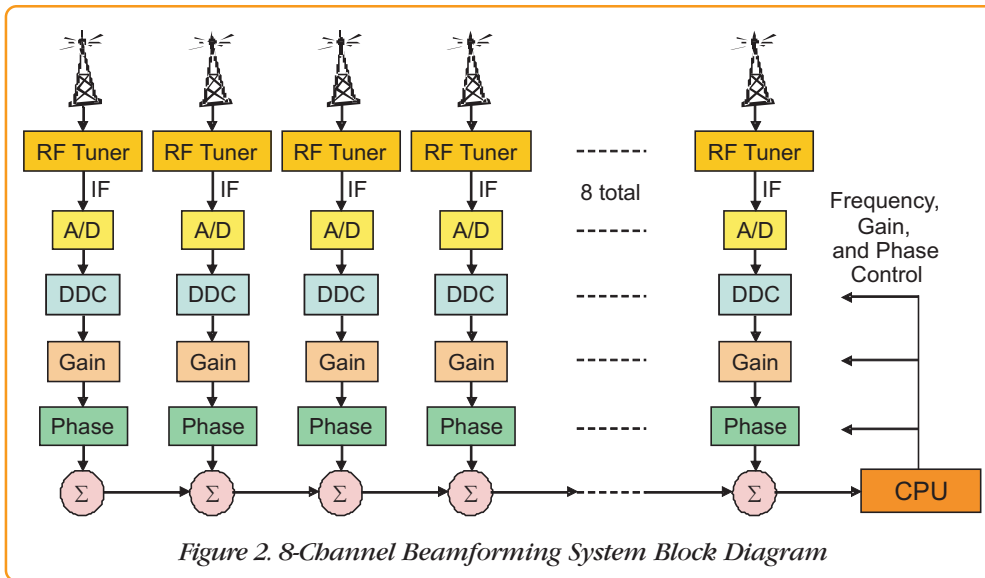 RF Tuner RF Tuner RF Tuner RF Tuner RF Tuner
IF IF IF IF IF
8 total
Frequency,
Gain,
and Phase
Control
A/D A/D A/D A/D A/D
DDC DDC DDC DDC DDC
Gain Gain Gain Gain Gain
Phase Phase Phase Phase Phase
Σ Σ Σ Σ Σ CPU
Figure 2. 8-Channel Beamforming System Block Diagram